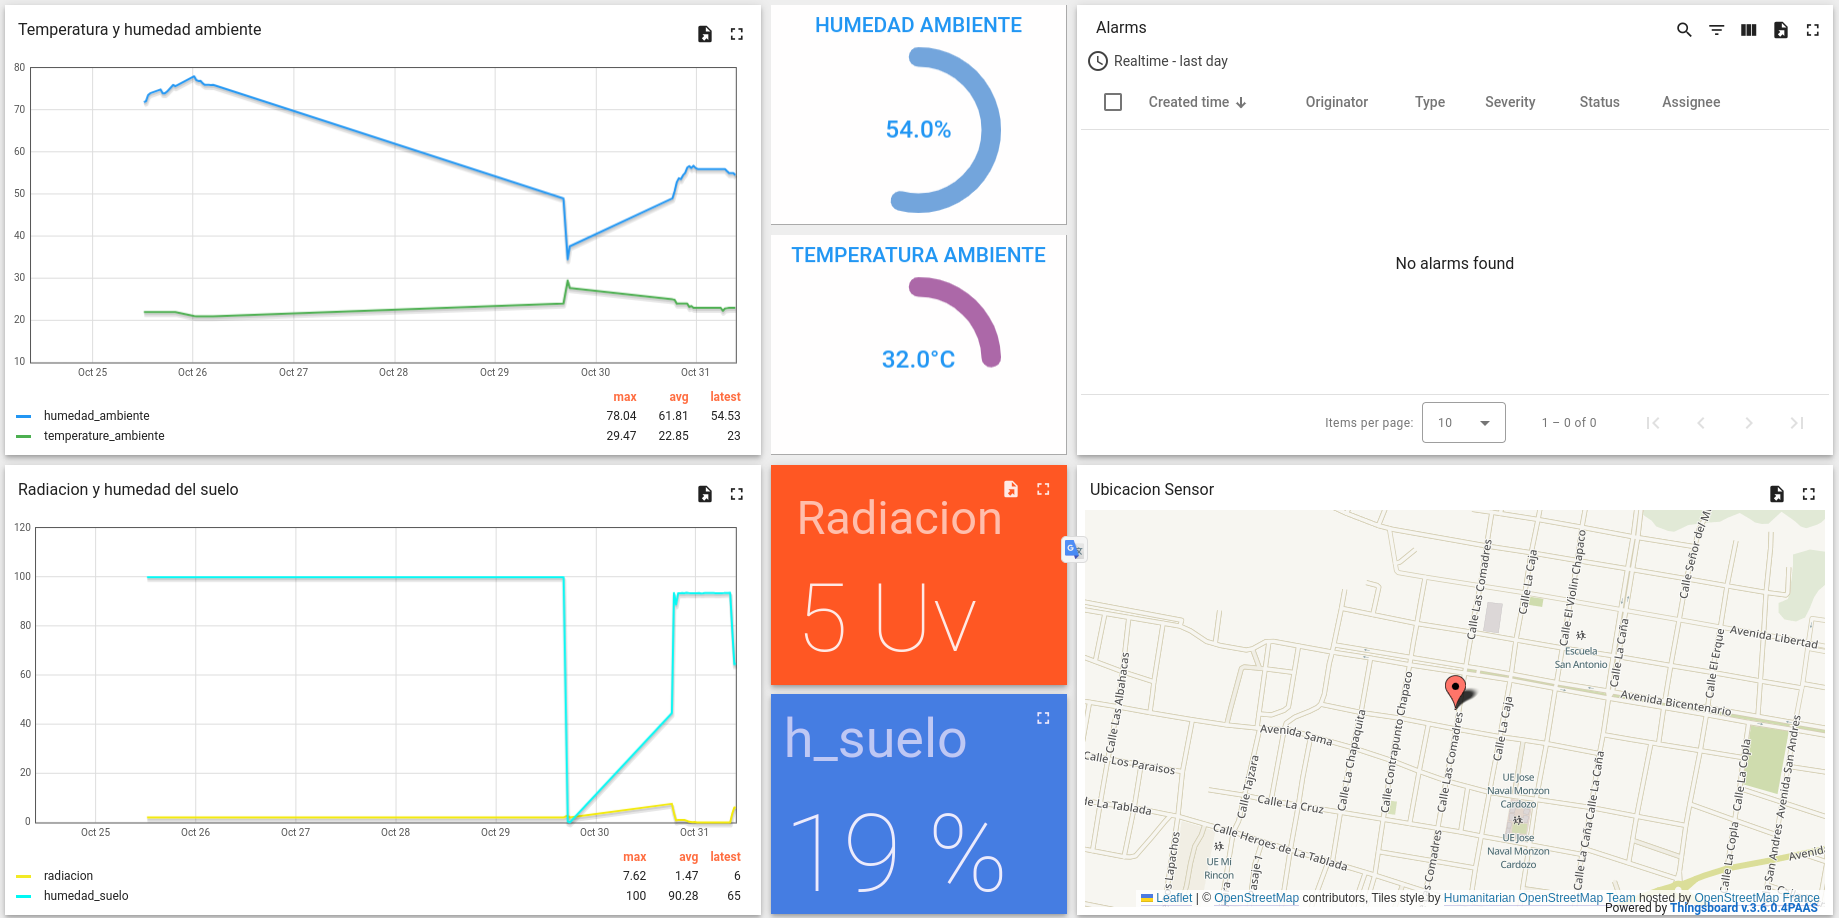 Temperatura y humedad ambiente
80
70
60
50
40
30
20
10
Oct 25 Oct 26 Oct 27 Oct 28 Oct 29 Oct 30 Oct 31
max avg latest
humedad_ambiente 78.04 61.81 54.53
temperature_ambiente 29.47 22.85 23
HUMEDAD AMBIENTE
54.0%
TEMPERATURA AMBIENTE
32.0°C
Alarms
Realtime - last day
Created time Originator Type Severity Status Assignee
No alarms found
Items per page: 10 1 – 0 of 0
Radiacion y humedad del suelo
120
100
80
60
40
20
0
Oct 25 Oct 26 Oct 27 Oct 28 Oct 29 Oct 30 Oct 31
max avg latest
radiacion 7.62 1.47 6
humedad_suelo 100 90.28 65
Radiacion
5 Uv
h_suelo
19 %
Ubicacion Sensor
Calle Las Comadres
Calle La Caja
Calle El Violin Chapaco
Calle Señor del
Avenida Libertad
Escuela
San Antonio
Calle La Caña
Calle El Erque
Avenida Bicentenario
Calle Las Albahacas
Avenida Sama
Calle Los Paraisos
Calle La Chapaquita
Calle Contrapunto Chapaco
Calle Las Comadres
Calle La Caja
Calle La Caña
Calle La Copla
Avenida San Andres
Calle Tajzara
Calle La Cruz
le La Tablada
Calle Heroes de La Tablada
UE Jose
Naval Monzon
Cardozo
UE Jose
Naval Monzon
Cardozo
UE Mi
Rincon
s Lapachos
asaje 1
Comadres
Calle La Caña
Calle La Copla
San Andres
Avenida
Leaflet | © OpenStreetMap contributors, Tiles style by Humanitarian OpenStreetMap Team hosted by OpenStreetMap France
Powered by Thingsboard v.3.6.0.4PAAS